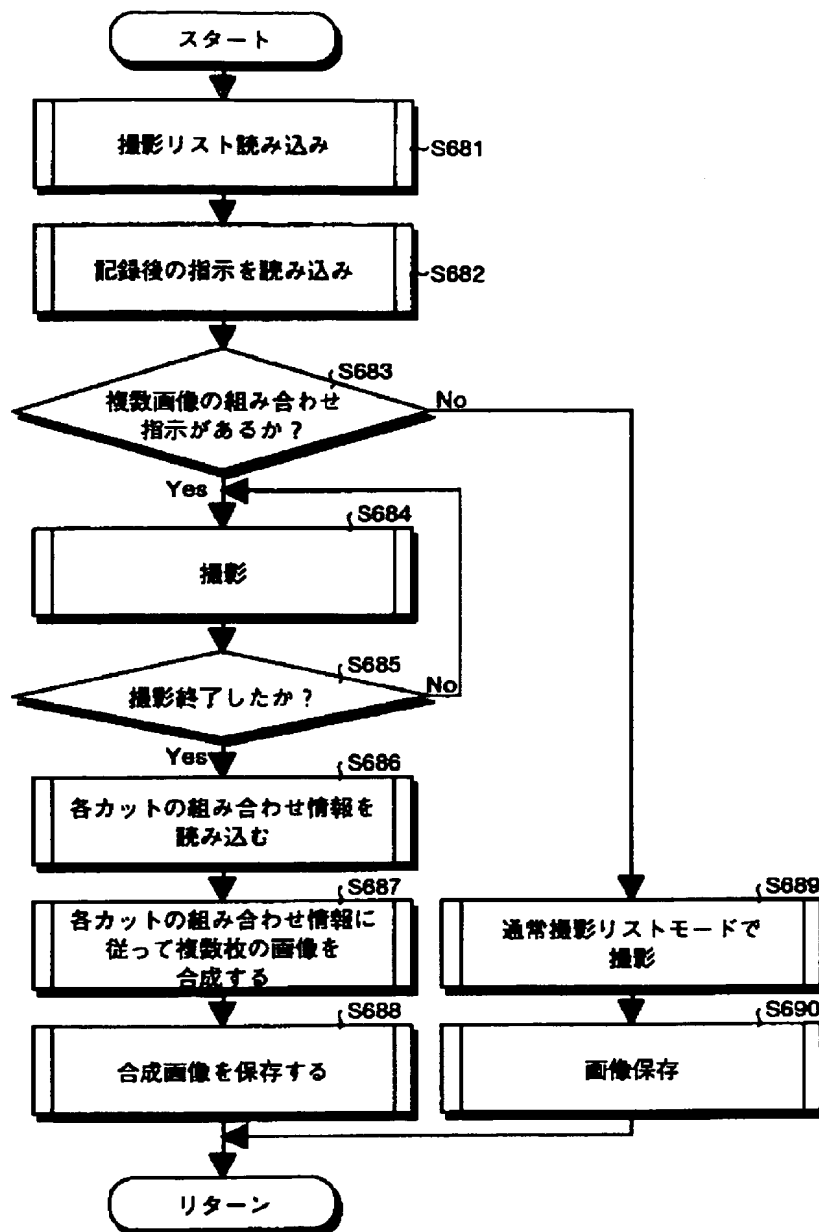 スタート
撮影リスト読み込み
S681
記録後の指示を読み込み
S682
S683
複数画像の組み合わせ
指示があるか？
No
Yes
S684
撮影
S685
撮影終了したか？
No
Yes
S686
各カットの組み合わせ情報を
読み込む
S687
各カットの組み合わせ情報に
従って複数枚の画像を
合成する
S688
合成画像を保存する
S689
通常撮影リストモードで
撮影
S690
画像保存
リターン